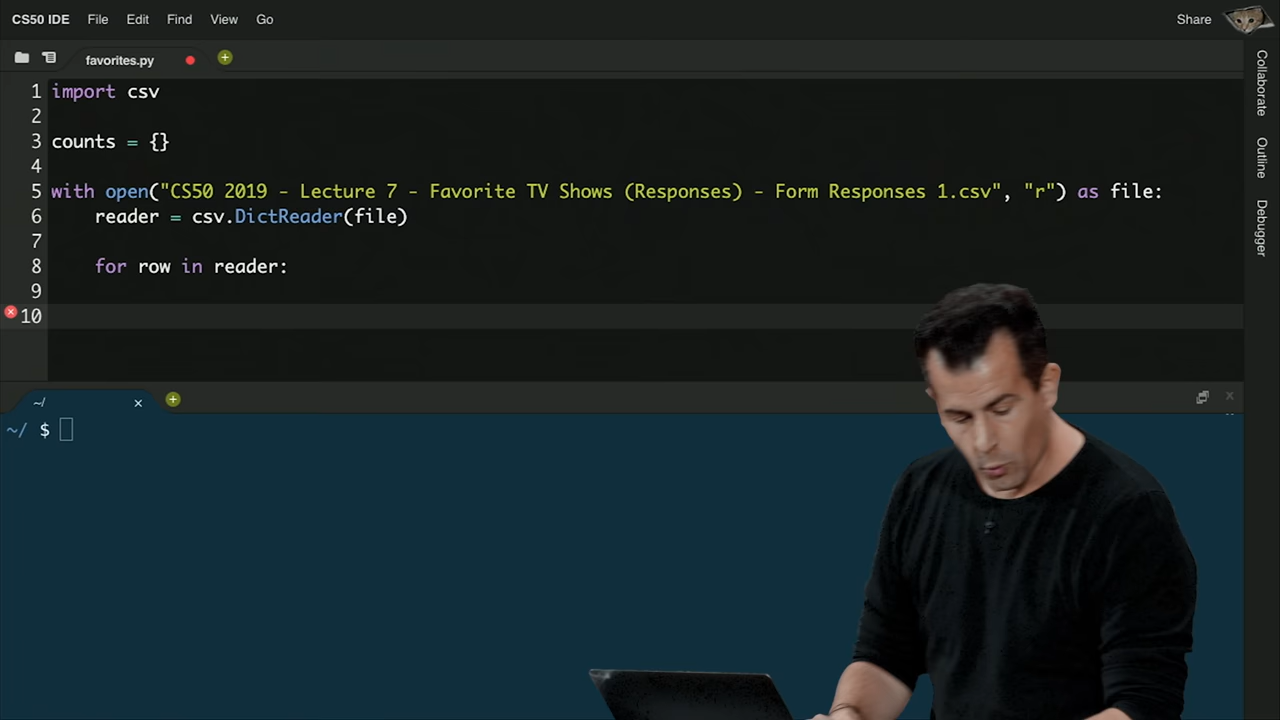 CS50 IDE File Edit Find View Go Share
favorites.py
1 import csv
2
3 counts = {}
4
5 with open("CS50 2019 - Lecture 7 - Favorite TV Shows (Responses) - Form Responses 1.csv", "r") as file:
6     reader = csv.DictReader(file)
7
8     for row in reader:
9
10
~/
~/ $
Collaborate
Outline
Debugger